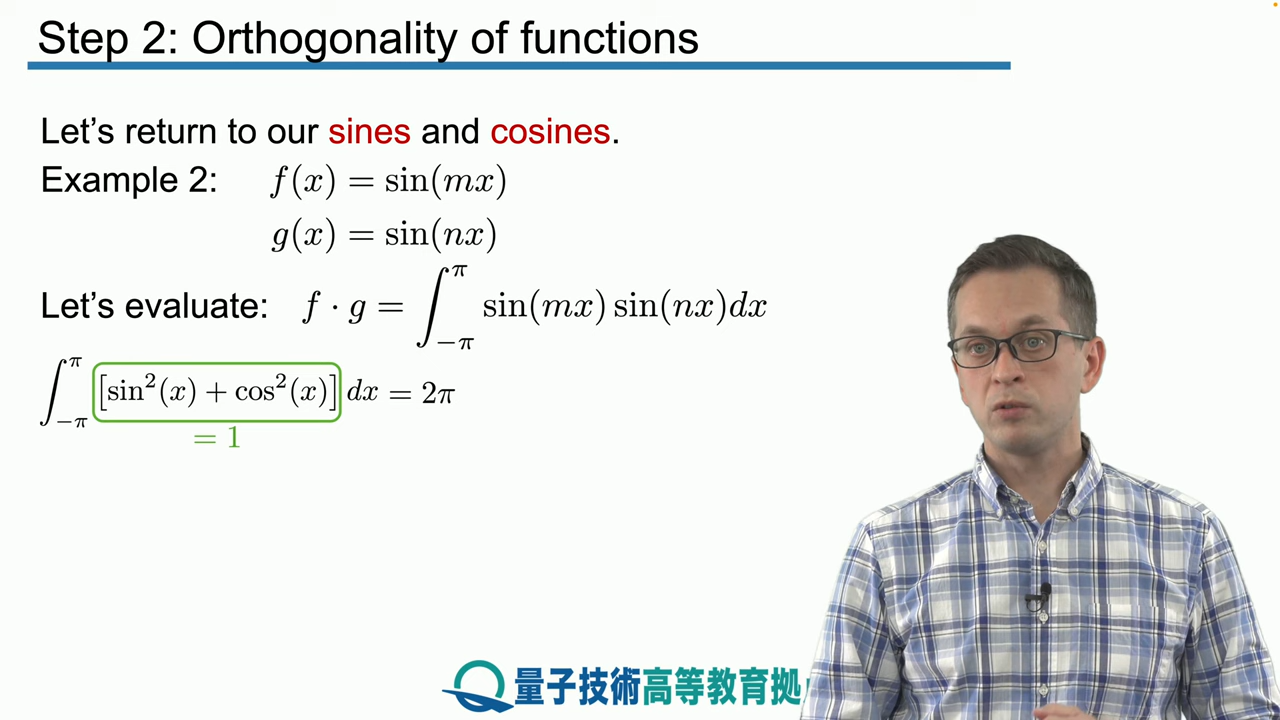 Step 2: Orthogonality of functions
Let's return to our sines and cosines.
Example 2: f(x) = sin(mx)
g(x) = sin(nx)
Let's evaluate: f · g = ∫_{−π}^{π} sin(mx) sin(nx)dx
∫_{−π}^{π} [sin²(x) + cos²(x)] dx = 2π
= 1
量子技術高等教育拠